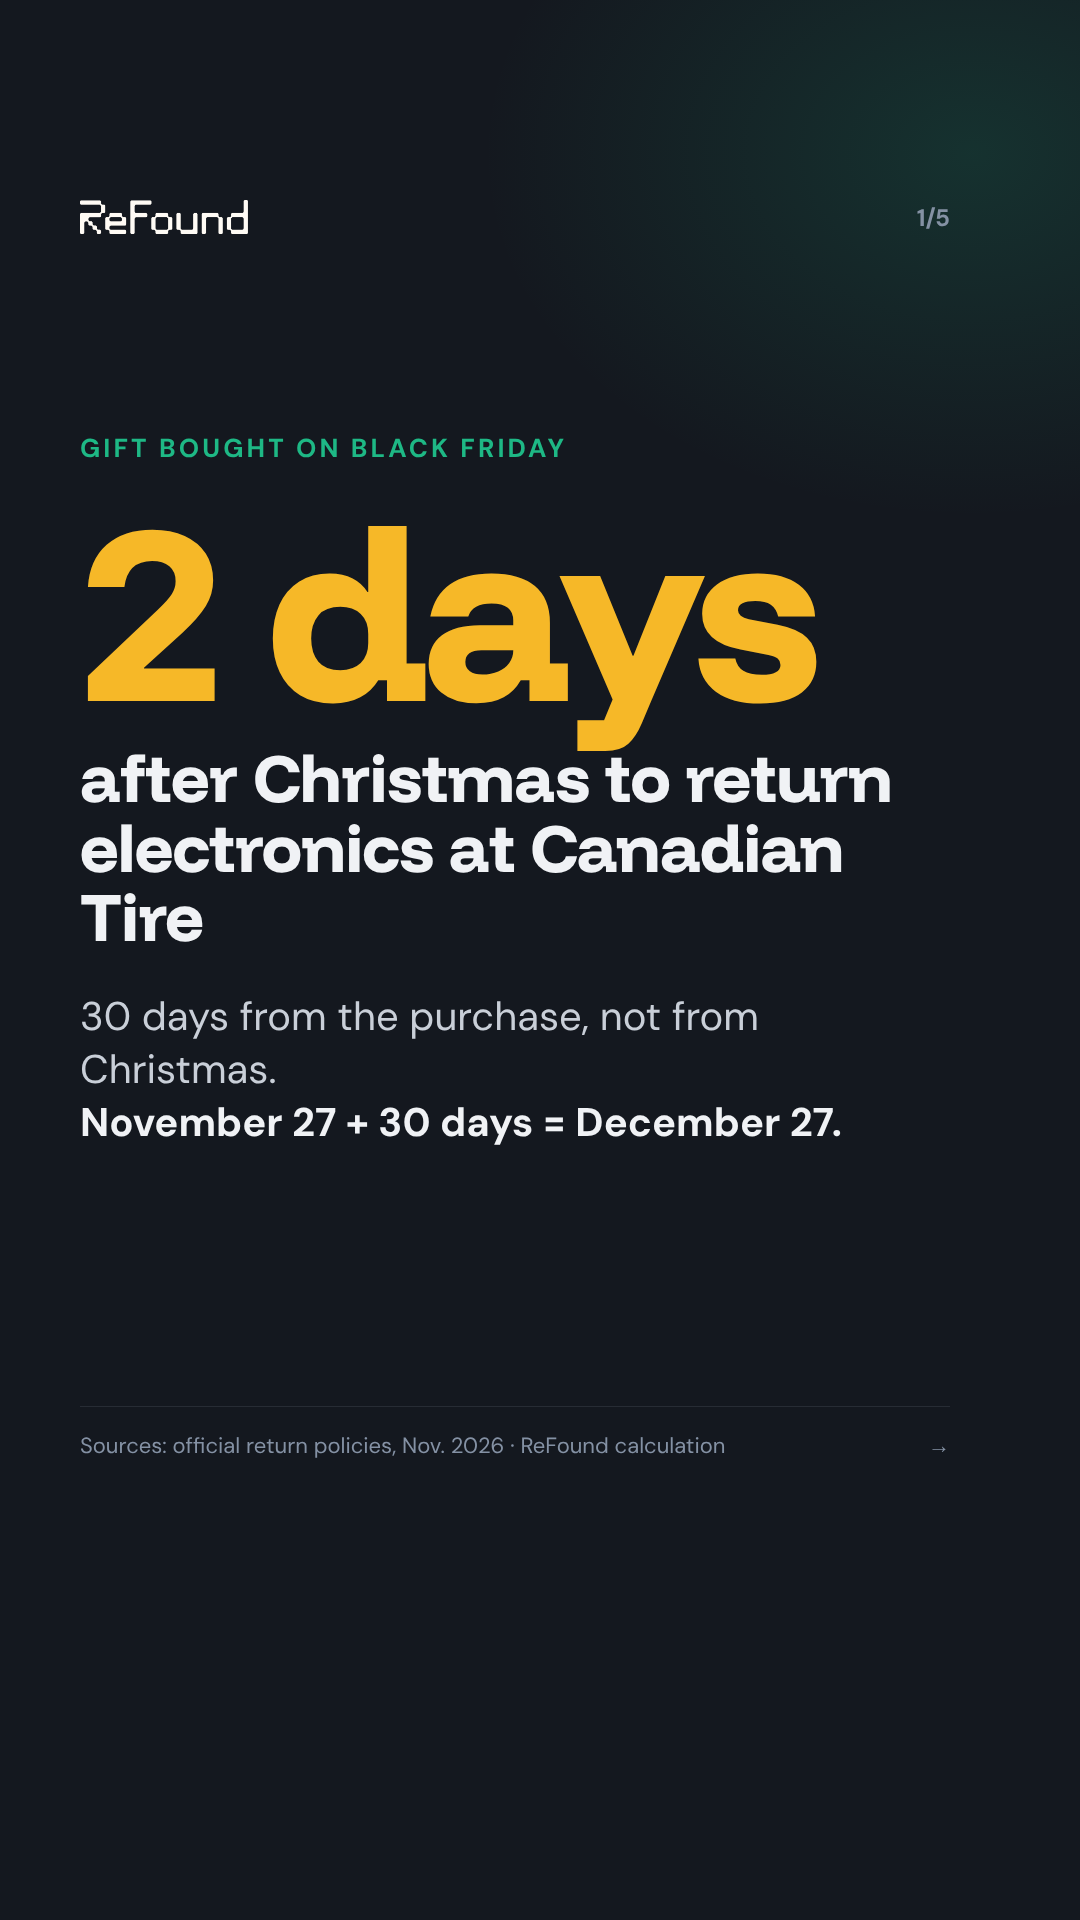 ReFound
1/5
GIFT BOUGHT ON BLACK FRIDAY
2 days
after Christmas to return
electronics at Canadian
Tire
30 days from the purchase, not from
Christmas.
November 27 + 30 days = December 27.
Sources: official return policies, Nov. 2026 · ReFound calculation →